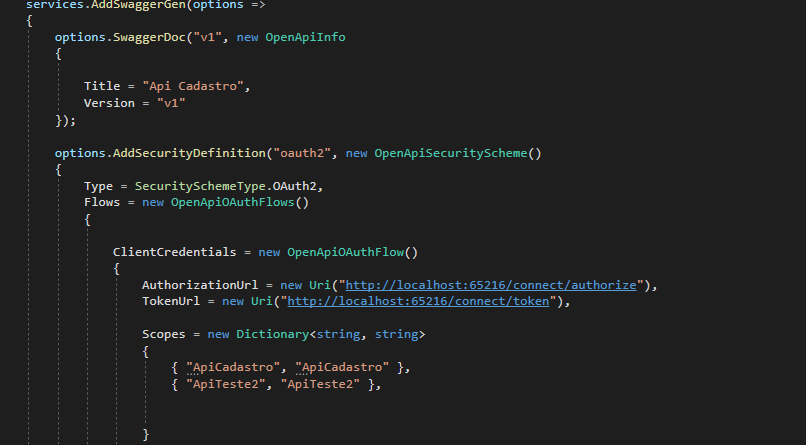 services.AddSwaggerGen(options =>
{
options.SwaggerDoc("v1", new OpenApiInfo
{
Title = "Api Cadastro",
Version = "v1"
});
options.AddSecurityDefinition("oauth2", new OpenApiSecurityScheme()
{
Type = SecuritySchemeType.OAuth2,
Flows = new OpenApiOAuthFlows()
{
ClientCredentials = new OpenApiOAuthFlow()
{
AuthorizationUrl = new Uri("http://localhost:65216/connect/authorize"),
TokenUrl = new Uri("http://localhost:65216/connect/token"),
Scopes = new Dictionary<string, string>
{
{ "ApiCadastro", "ApiCadastro" },
{ "ApiTeste2", "ApiTeste2" },
}